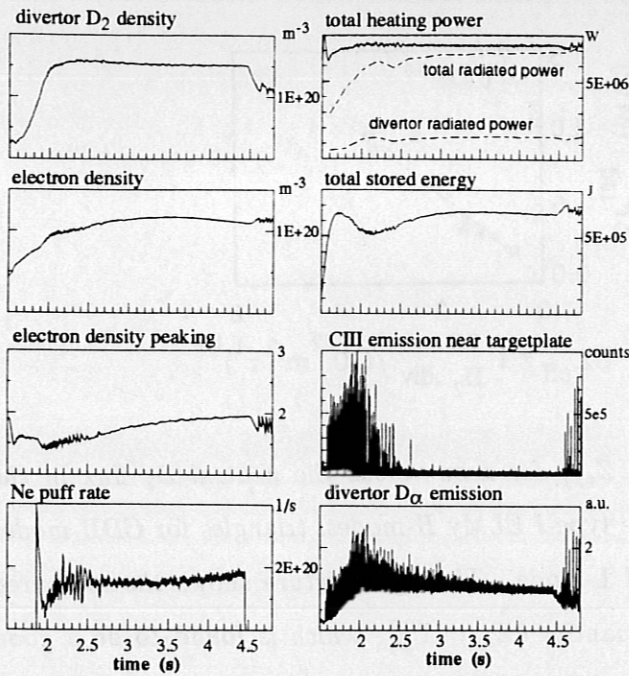 divertor D2 density
m-3
1E+20
total heating power
W
total radiated power
5E+06
divertor radiated power
electron density
m-3
1E+20
total stored energy
J
5E+05
electron density peaking
3
2
CIII emission near targetplate
counts
5e5
Ne puff rate
1/s
2E+20
2 2.5 3 3.5 4 4.5
time (s)
divertor Dα emission
a.u.
2
2 2.5 3 3.5 4 4.5
time (s)